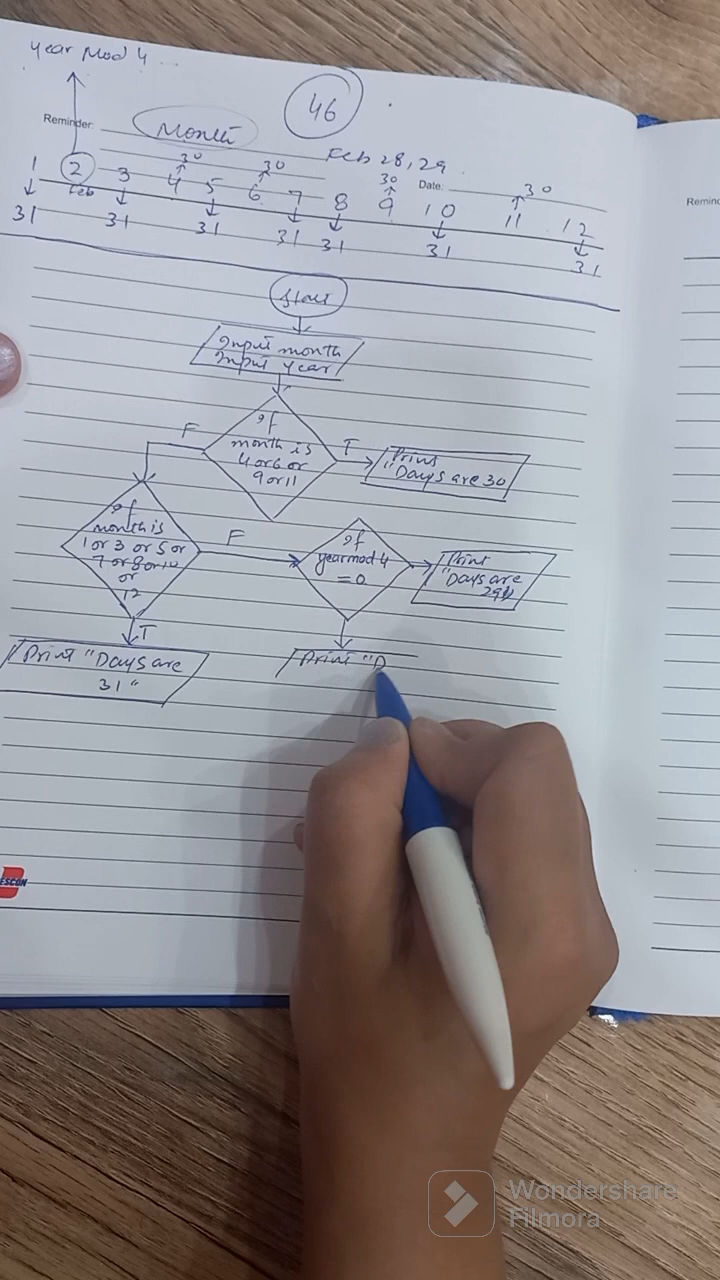 year Mod 4 ...
46
Reminder:
Month
Feb 28, 29
Date:
30 30 30 30
1 2 3 4 5 6 7 8 9 10 11 12
Feb
31 31 31 31 31 31 31
Start
Input month
Input year
if
month is
4 or 6 or
9 or 11
F
T
Print
"Days are 30
if
month is
1 or 3 or 5 or
7 or 8 or 10
or
12
F
T
if
year mod 4
=0
Print
"Days are
29"
Print "Days are
31"
Print "D
ESCON
Remind
Wondershare
Filmora